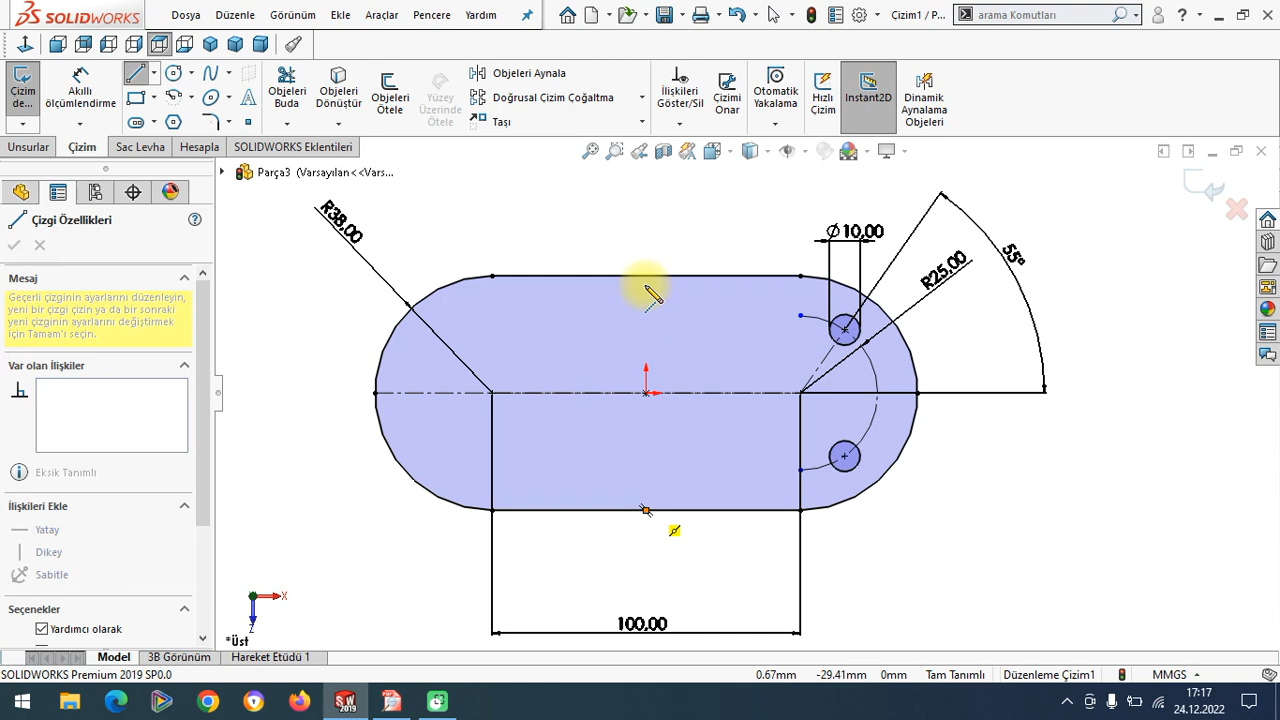 SOLIDWORKS Dosya Düzenle Görünüm Ekle Araçlar Pencere Yardım Çizim1 / P... arama Komutları ?
Çizim de... Akıllı ölçümlendirme Objeleri Buda Objeleri Dönüştür Objeleri Ötele Yüzey Üzerinde Ötele Objeleri Aynala Doğrusal Çizim Çoğaltma Taşı İlişkileri Göster/Sil Çizimi Onar Otomatik Yakalama Hızlı Çizim Instant2D Dinamik Aynalama Objeleri
Unsurlar Çizim Sac Levha Hesapla SOLIDWORKS Eklentileri
Parça3 (Varsayılan<<Vars...
Çizgi Özellikleri
Mesaj
Geçerli çizginin ayarlarını düzenleyin,
yeni bir çizgi çizin ya da bir sonraki
yeni çizginin ayarlarını değiştirmek
için Tamam'ı seçin.
Var olan İlişkiler
Eksik Tanımlı
İlişkileri Ekle
Yatay
Dikey
Sabitle
Seçenekler
Yardımcı olarak
R38,00
Ø 10,00
55°
R25,00
100,00
X
Z
*Üst
Model 3B Görünüm Hareket Etüdü 1
SOLIDWORKS Premium 2019 SP0.0 0.67mm -29.41mm 0mm Tam Tanımlı Düzenleme Çizim1 MMGS
17:17
24.12.2022